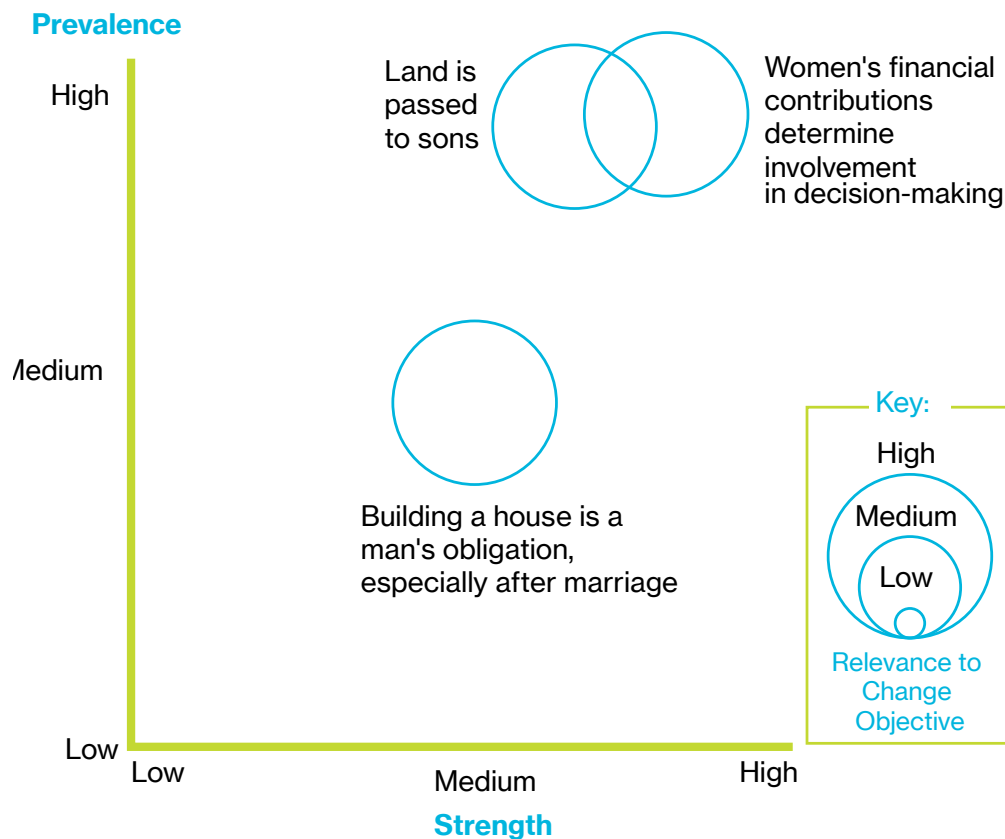 Prevalence
High
Land is
passed
to sons
Women's financial
contributions
determine
involvement
in decision-making
Medium
Building a house is a
man's obligation,
especially after marriage
Key:
High
Medium
Low
Relevance to
Change
Objective
Low
Low
Medium
High
Strength